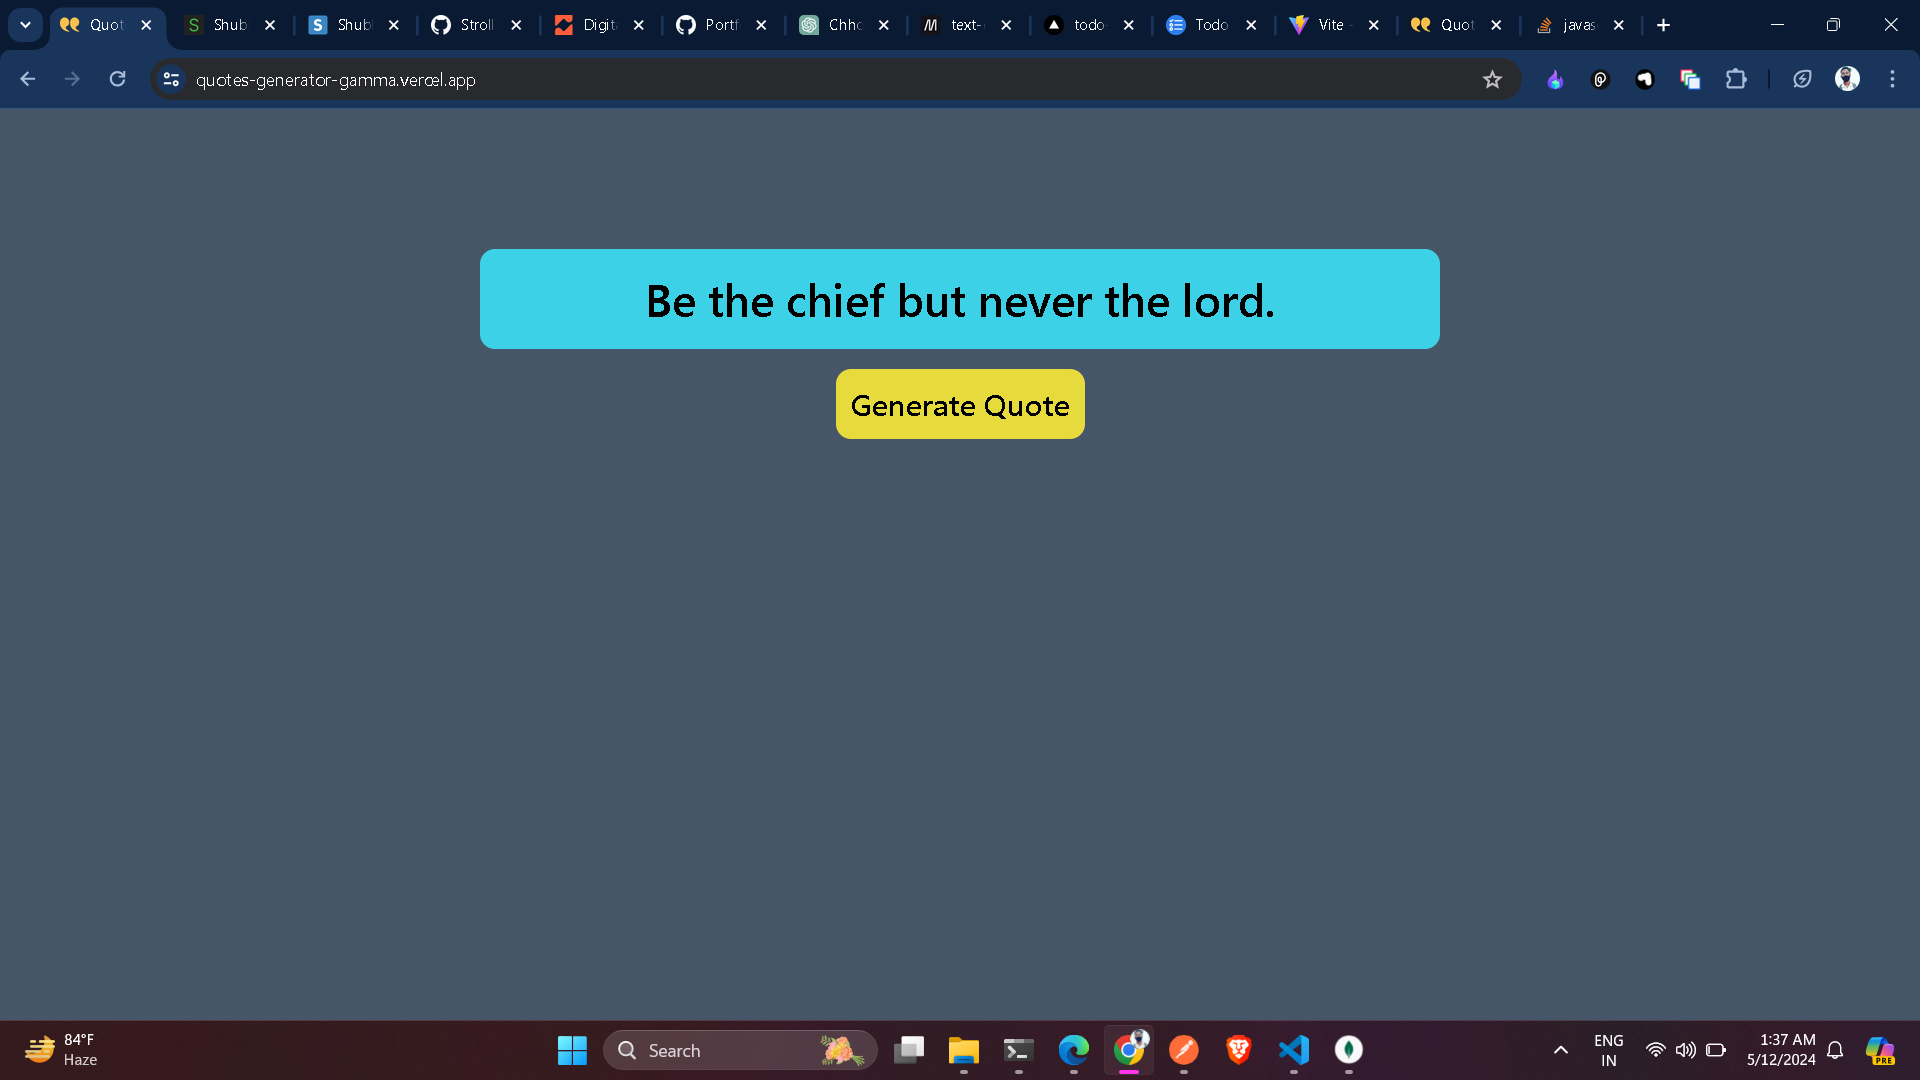 Quot
Shub
Shub
Stroll
Digit
Portf
Chho
text-
todo
Todo
Vite -
Quot
javas
quotes-generator-gamma.vercel.app
Be the chief but never the lord.
Generate Quote
84°F
Haze
Search
ENG
IN
1:37 AM
5/12/2024
PRE